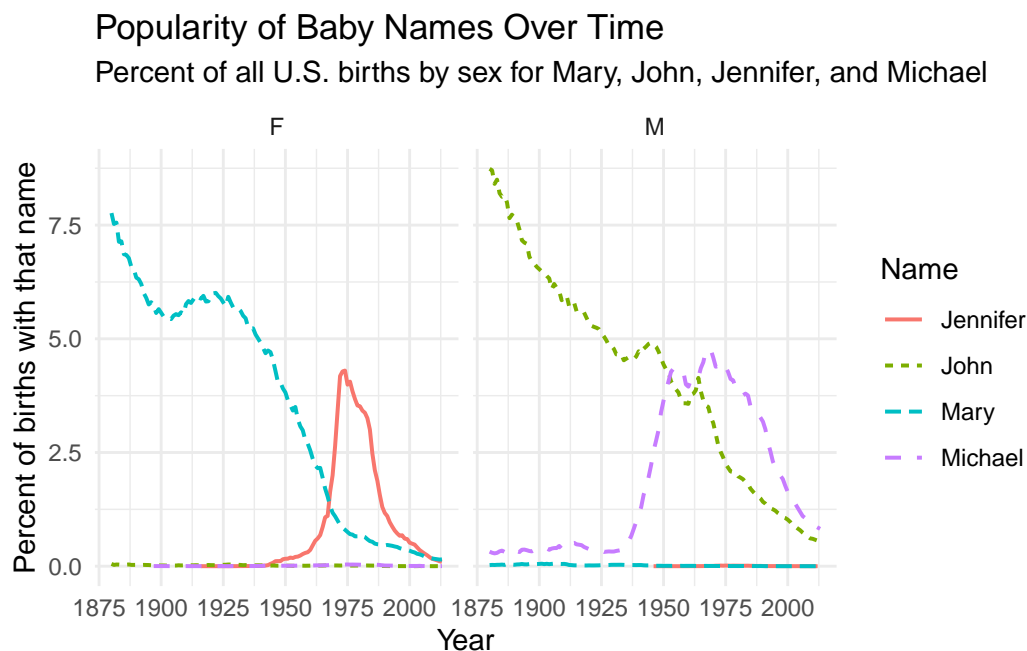 Popularity of Baby Names Over Time
Percent of all U.S. births by sex for Mary, John, Jennifer, and Michael
F
M
Percent of births with that name
7.5
5.0
2.5
0.0
1875 1900 1925 1950 1975 2000
1875 1900 1925 1950 1975 2000
Year
Name
Jennifer
John
Mary
Michael